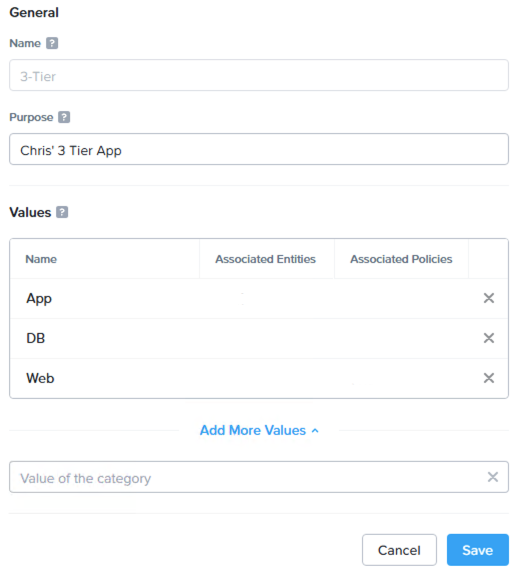 General
Name ?
3-Tier
Purpose ?
Chris' 3 Tier App
Values ?
Name Associated Entities Associated Policies
App
DB
Web
Add More Values
Value of the category
Cancel Save